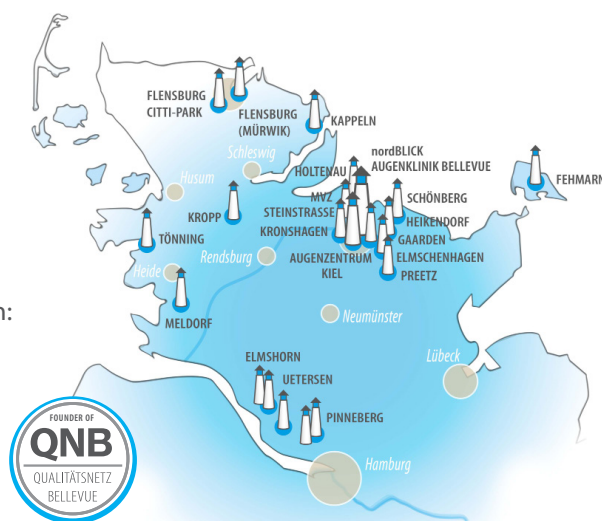 FLENSBURG
CITTI-PARK
FLENSBURG
(MÜRWIK)
KAPPELN
Schleswig
Husum
nordBLICK
AUGENKLINIK BELLEVUE
HOLTENAU
FEHMARN
MVZ
STEINSTRASSE
KRONSHAGEN
SCHÖNBERG
HEIKENDORF
GAARDEN
ELMSCHENHAGEN
PREETZ
AUGENZENTRUM
KIEL
KROPP
TÖNNING
Rendsburg
Heide
MELDORF
n:
Neumünster
Lübeck
ELMSHORN
UETERSEN
PINNEBERG
Hamburg
FOUNDER OF
QNB
QUALITÄTSNETZ
BELLEVUE